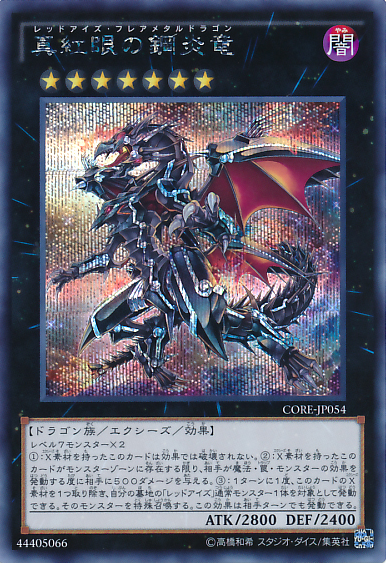 レッドアイズ・フレアメタルドラゴン
真紅眼の鋼炎竜
やみ
闇
CORE-JP054
【ドラゴン族/エクシーズ/効果】
レベル7モンスター×2
①:X素材を持ったこのカードは効果では破壊されない。②:X素材を持ったこの
カードがモンスターゾーンに存在する限り、相手が魔法・罠・モンスターの効果を
発動する度に相手に500ダメージを与える。③:1ターンに1度、このカードのX
素材を1つ取り除き、自分の墓地の「レッドアイズ」通常モンスター1体を対象として発動
できる。そのモンスターを特殊召喚する。この効果は相手ターンでも発動できる。
ATK/2800 DEF/2400
44405066
©高橋和希 スタジオ・ダイス/集英社